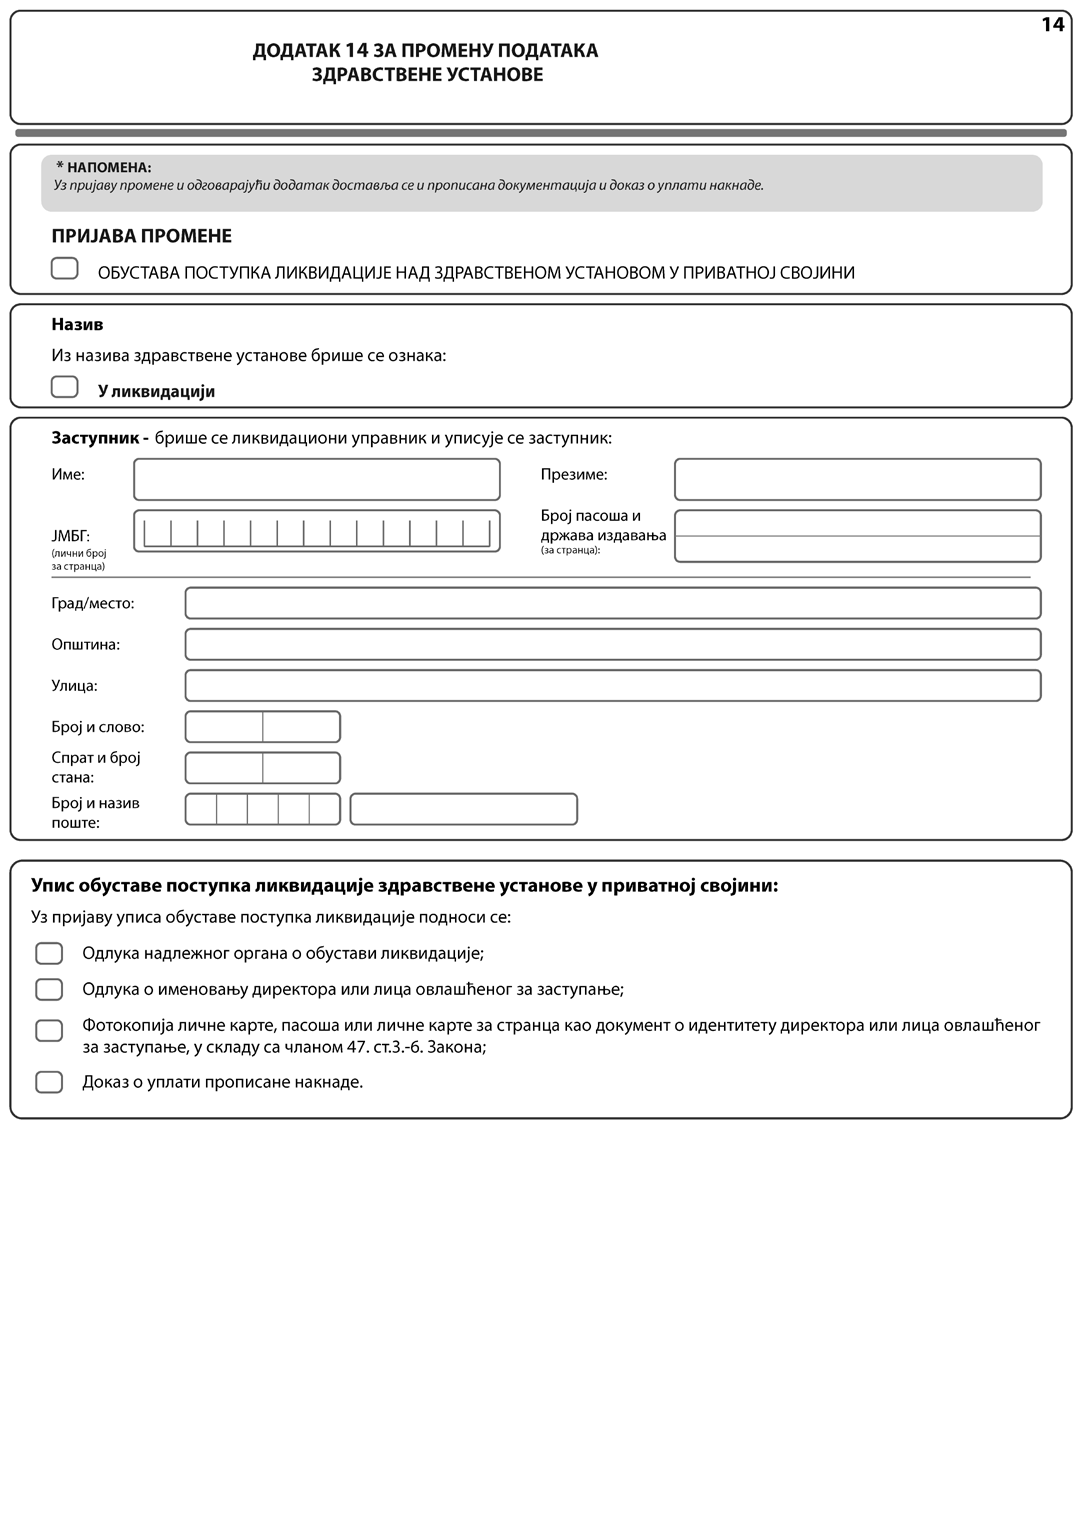 14
ДОДАТАК 14 ЗА ПРОМЕНУ ПОДАТАКА
ЗДРАВСТВЕНЕ УСТАНОВЕ
* НАПОМЕНА:
Уз пријаву промене и одговарајући додатак доставља се и прописана документација и доказ о уплати накнаде.
ПРИЈАВА ПРОМЕНЕ
ОБУСТАВА ПОСТУПКА ЛИКВИДАЦИЈЕ НАД ЗДРАВСТВЕНОМ УСТАНОВОМ У ПРИВАТНОЈ СВОЈИНИ
Назив
Из назива здравствене установе брише се ознака:
У ликвидацији
Заступник - брише се ликвидациони управник и уписује се заступник:
Име:
Презиме:
ЈМБГ:
(лични број
за странца)
Број пасоша и
држава издавања
(за странца):
Град/место:
Општина:
Улица:
Број и слово:
Спрат и број
стана:
Број и назив
поште:
Упис обуставе поступка ликвидације здравствене установе у приватној својини:
Уз пријаву уписа обуставе поступка ликвидације подноси се:
Одлука надлежног органа о обустави ликвидације;
Одлука о именовању директора или лица овлашћеног за заступање;
Фотокопија личне карте, пасоша или личне карте за странца као документ о идентитету директора или лица овлашћеног
за заступање, у складу са чланом 47. ст.3.-6. Закона;
Доказ о уплати прописане накнаде.